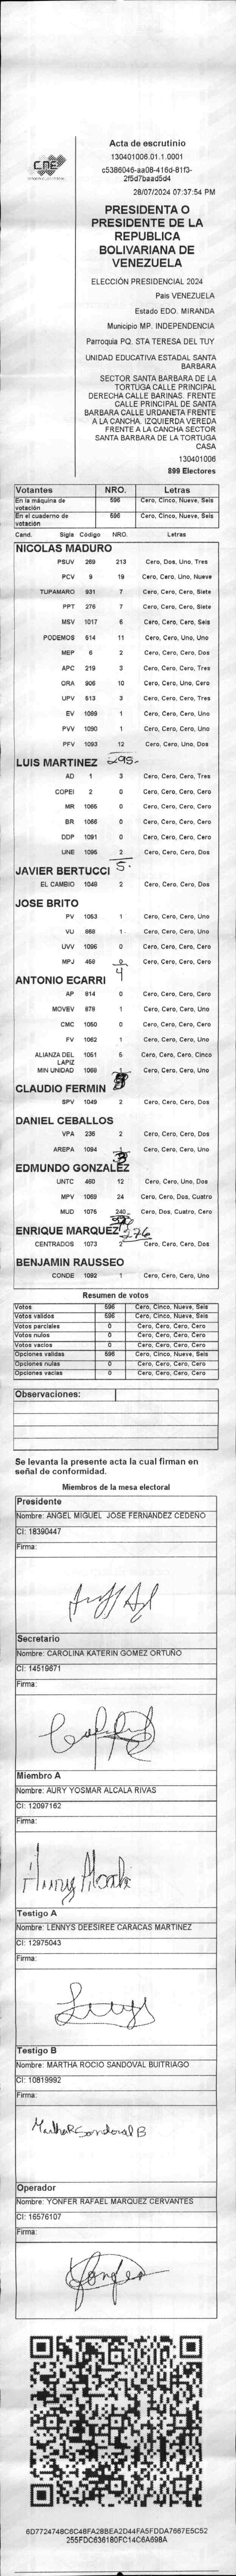 CNE
Acta de escrutinio
130401006.01.1.0001
c5386046-aa08-416d-81f3-
2f5d7baad5d4
28/07/2024 07:37:54 PM
PRESIDENTA O
PRESIDENTE DE LA
REPUBLICA
BOLIVARIANA DE
VENEZUELA
ELECCIÓN PRESIDENCIAL 2024
Pais VENEZUELA
Estado EDO. MIRANDA
Municipio MP. INDEPENDENCIA
Parroquia PQ. STA TERESA DEL TUY
UNIDAD EDUCATIVA ESTADAL SANTA
BARBARA
SECTOR SANTA BARBARA DE LA
TORTUGA CALLE PRINCIPAL
DERECHA CALLE BARINAS. FRENTE
CALLE PRINCIPAL DE SANTA
BARBARA CALLE URDANETA FRENTE
A LA CANCHA. IZQUIERDA VEREDA
FRENTE A LA CANCHA SECTOR
SANTA BARBARA DE LA TORTUGA
CASA
130401006
899 Electores
Votantes NRO. Letras
En la máquina de votación 596 Cero, Cinco, Nueve, Seis
En el cuaderno de votación 596 Cero, Cinco, Nueve, Seis
Cand. Sigla Código NRO. Letras
NICOLAS MADURO
PSUV 269 213 Cero, Dos, Uno, Tres
PCV 9 19 Cero, Cero, Uno, Nueve
TUPAMARO 931 7 Cero, Cero, Cero, Siete
PPT 276 7 Cero, Cero, Cero, Siete
MSV 1017 6 Cero, Cero, Cero, Seis
PODEMOS 514 11 Cero, Cero, Uno, Uno
MEP 6 2 Cero, Cero, Cero, Dos
APC 219 3 Cero, Cero, Cero, Tres
ORA 906 10 Cero, Cero, Uno, Cero
UPV 513 3 Cero, Cero, Cero, Tres
EV 1089 1 Cero, Cero, Cero, Uno
PVV 1090 1 Cero, Cero, Cero, Uno
PFV 1093 12 Cero, Cero, Uno, Dos
295-
LUIS MARTINEZ
AD 1 3 Cero, Cero, Cero, Tres
COPEI 2 0 Cero, Cero, Cero, Cero
MR 1065 0 Cero, Cero, Cero, Cero
BR 1066 0 Cero, Cero, Cero, Cero
DDP 1091 0 Cero, Cero, Cero, Cero
UNE 1095 2 Cero, Cero, Cero, Dos
5.
JAVIER BERTUCCI
EL CAMBIO 1048 2 Cero, Cero, Cero, Dos
JOSE BRITO
PV 1053 1 Cero, Cero, Cero, Uno
VU 868 1 Cero, Cero, Cero, Uno
UVV 1096 0 Cero, Cero, Cero, Cero
MPJ 458 0 Cero, Cero, Cero, Cero
4
ANTONIO ECARRI
AP 814 0 Cero, Cero, Cero, Cero
MOVEV 878 1 Cero, Cero, Cero, Uno
CMC 1050 0 Cero, Cero, Cero, Cero
FV 1062 1 Cero, Cero, Cero, Uno
ALIANZA DEL LAPIZ 1051 5 Cero, Cero, Cero, Cinco
MIN UNIDAD 1068 1 Cero, Cero, Cero, Uno
CLAUDIO FERMIN
SPV 1049 2 Cero, Cero, Cero, Dos
DANIEL CEBALLOS
VPA 236 2 Cero, Cero, Cero, Dos
AREPA 1094 1 Cero, Cero, Cero, Uno
3
EDMUNDO GONZALEZ
UNTC 460 12 Cero, Cero, Uno, Dos
MPV 1069 24 Cero, Cero, Dos, Cuatro
MUD 1076 240 Cero, Dos, Cuatro, Cero
276
ENRIQUE MARQUEZ
CENTRADOS 1073 2 Cero, Cero, Cero, Dos
BENJAMIN RAUSSEO
CONDE 1092 1 Cero, Cero, Cero, Uno
Resumen de votos
Votos 596 Cero, Cinco, Nueve, Seis
Votos validos 596 Cero, Cinco, Nueve, Seis
Votos parciales 0 Cero, Cero, Cero, Cero
Votos nulos 0 Cero, Cero, Cero, Cero
Votos vacios 0 Cero, Cero, Cero, Cero
Opciones validas 596 Cero, Cinco, Nueve, Seis
Opciones nulas 0 Cero, Cero, Cero, Cero
Opciones vacias 0 Cero, Cero, Cero, Cero
Observaciones:
Se levanta la presente acta la cual firman en
señal de conformidad.
Miembros de la mesa electoral
Presidente
Nombre: ANGEL MIGUEL JOSE FERNANDEZ CEDEÑO
CI: 18390447
Firma:
Secretario
Nombre: CAROLINA KATERIN GOMEZ ORTUÑO
CI: 14519671
Firma:
Miembro A
Nombre: AURY YOSMAR ALCALA RIVAS
CI: 12097162
Firma:
Testigo A
Nombre: LENNYS DEESIREE CARACAS MARTINEZ
CI: 12975043
Firma:
Testigo B
Nombre: MARTHA ROCIO SANDOVAL BUITRIAGO
CI: 10819992
Firma:
MarthaRSandoval B
Operador
Nombre: YONFER RAFAEL MARQUEZ CERVANTES
CI: 16576107
Firma:
Yonfer
6D7724748C6C48FA28BEA2D44FA5FDDA7667E5C52
255FDC636180FC14C6A698A